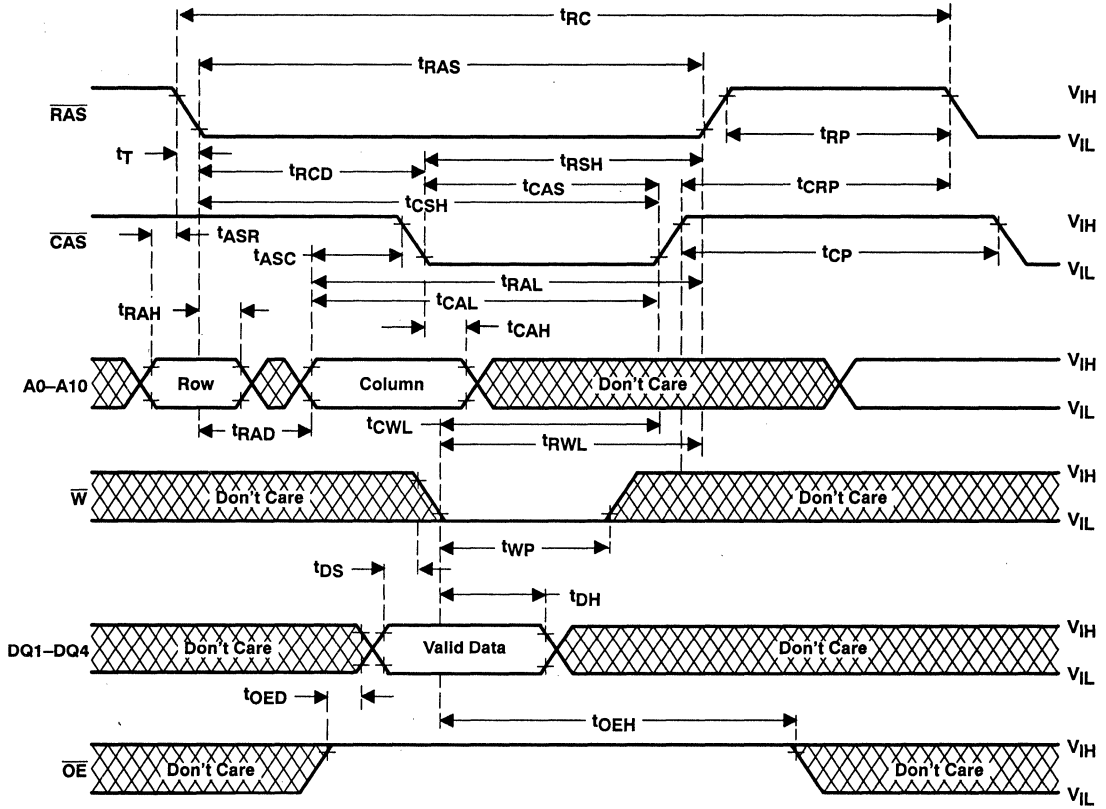 tRC
tRAS
RAS
VIH
VIL
tRP
tT
tRCD
tRSH
tCAS
tCRP
tCSH
CAS
VIH
VIL
tASR
tASC
tCP
tRAL
tCAL
tRAH
tCAH
A0–A10
Row
Column
Don't Care
VIH
VIL
tRAD
tCWL
tRWL
W
Don't Care
Don't Care
VIH
VIL
tWP
tDS
tDH
DQ1–DQ4
Don't Care
Valid Data
Don't Care
VIH
VIL
tOED
tOEH
OE
Don't Care
Don't Care
VIH
VIL